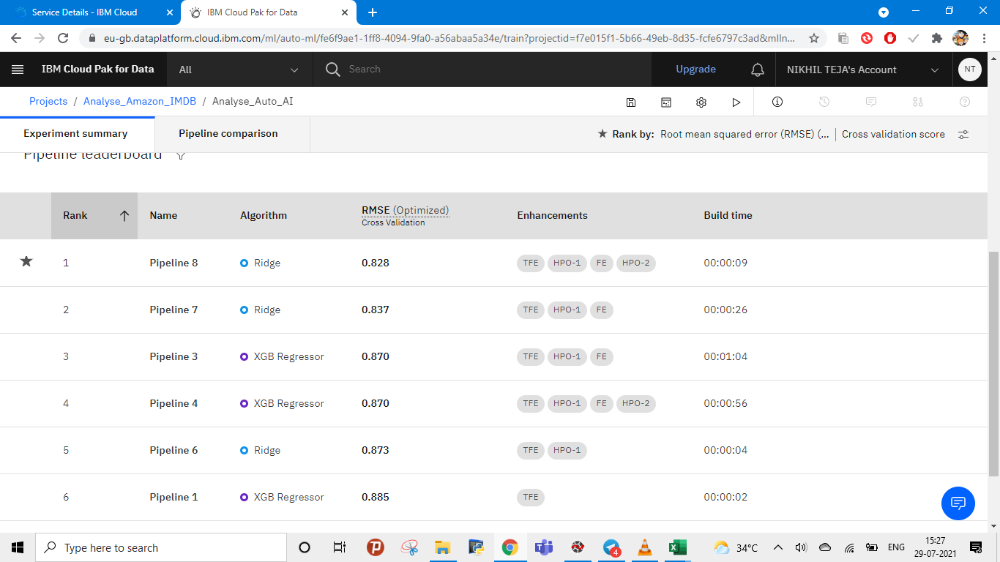 Service Details - IBM Cloud
IBM Cloud Pak for Data
eu-gb.dataplatform.cloud.ibm.com/ml/auto-ml/fe6f9ae1-1ff8-4094-9fa0-a56abaa5a34e/train?projectid=f7e015f1-5b66-49eb-8d35-fcfe6797c3ad&mlIn...
IBM Cloud Pak for Data All Search Upgrade NIKHIL TEJA's Account NT
Projects / Analyse_Amazon_IMDB / Analyse_Auto_AI
Experiment summary Pipeline comparison Rank by: Root mean squared error (RMSE) (... Cross validation score
Pipeline leaderboard
Rank Name Algorithm RMSE (Optimized) Enhancements Build time
Cross Validation
1 Pipeline 8 Ridge 0.828 TFE HPO-1 FE HPO-2 00:00:09
2 Pipeline 7 Ridge 0.837 TFE HPO-1 FE 00:00:26
3 Pipeline 3 XGB Regressor 0.870 TFE HPO-1 FE 00:01:04
4 Pipeline 4 XGB Regressor 0.870 TFE HPO-1 FE HPO-2 00:00:56
5 Pipeline 6 Ridge 0.873 TFE HPO-1 00:00:04
6 Pipeline 1 XGB Regressor 0.885 TFE 00:00:02
Type here to search 4 34°C ENG 15:27
29-07-2021